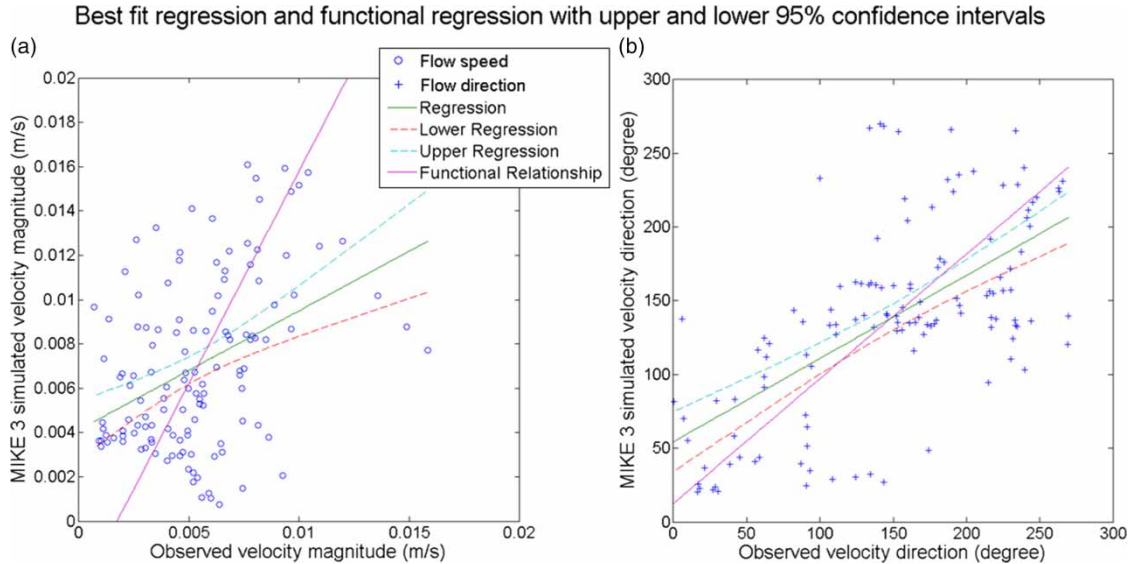 Best fit regression and functional regression with upper and lower 95% confidence intervals
(a)
(b)
Flow speed
Flow direction
Regression
Lower Regression
Upper Regression
Functional Relationship
MIKE 3 simulated velocity magnitude (m/s)
0.02
0.018
0.016
0.014
0.012
0.01
0.008
0.006
0.004
0.002
0
0
0.005
0.01
0.015
0.02
Observed velocity magnitude (m/s)
MIKE 3 simulated velocity direction (degree)
300
250
200
150
100
50
0
0
50
100
150
200
250
300
Observed velocity direction (degree)